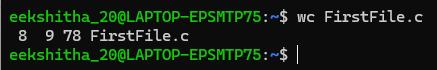 eekshitha_20@LAPTOP-EPSMTP75:~$ wc FirstFile.c
 8  9 78 FirstFile.c
eekshitha_20@LAPTOP-EPSMTP75:~$